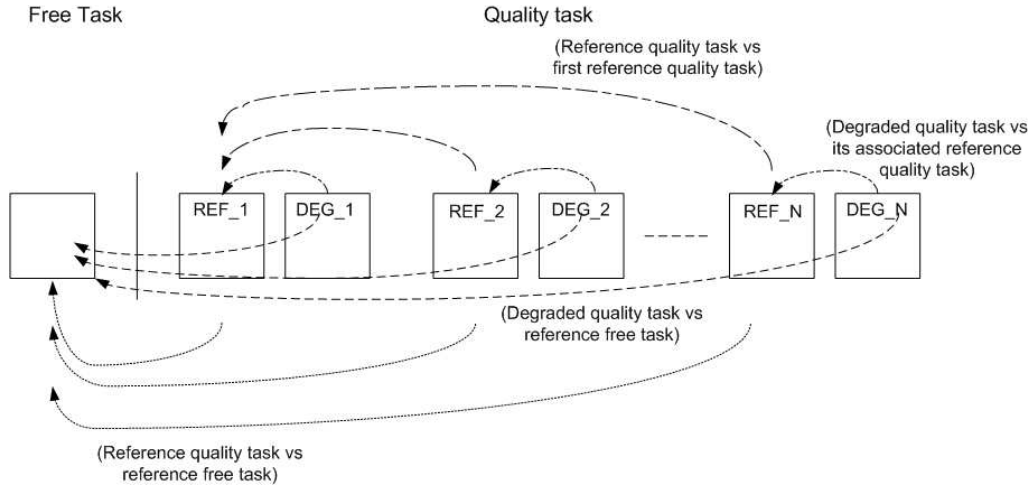 Free Task
Quality task
(Reference quality task vs
first reference quality task)
(Degraded quality task vs
its associated reference
quality task)
REF_1
DEG_1
REF_2
DEG_2
REF_N
DEG_N
(Degraded quality task vs
reference free task)
(Reference quality task vs
reference free task)